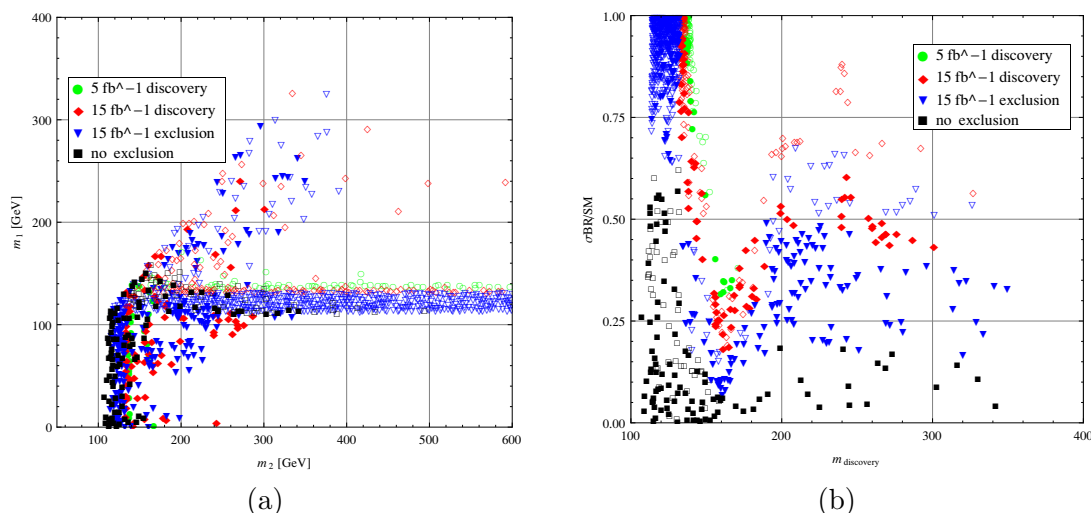 400
300
200
100
0
m1 [GeV]
5 fb^−1 discovery
15 fb^−1 discovery
15 fb^−1 exclusion
no exclusion
100 200 300 400 500 600
m2 [GeV]
(a)
1.00
0.75
0.50
0.25
0.00
σBR/SM
5 fb^−1 discovery
15 fb^−1 discovery
15 fb^−1 exclusion
no exclusion
100 200 300 400
mdiscovery
(b)